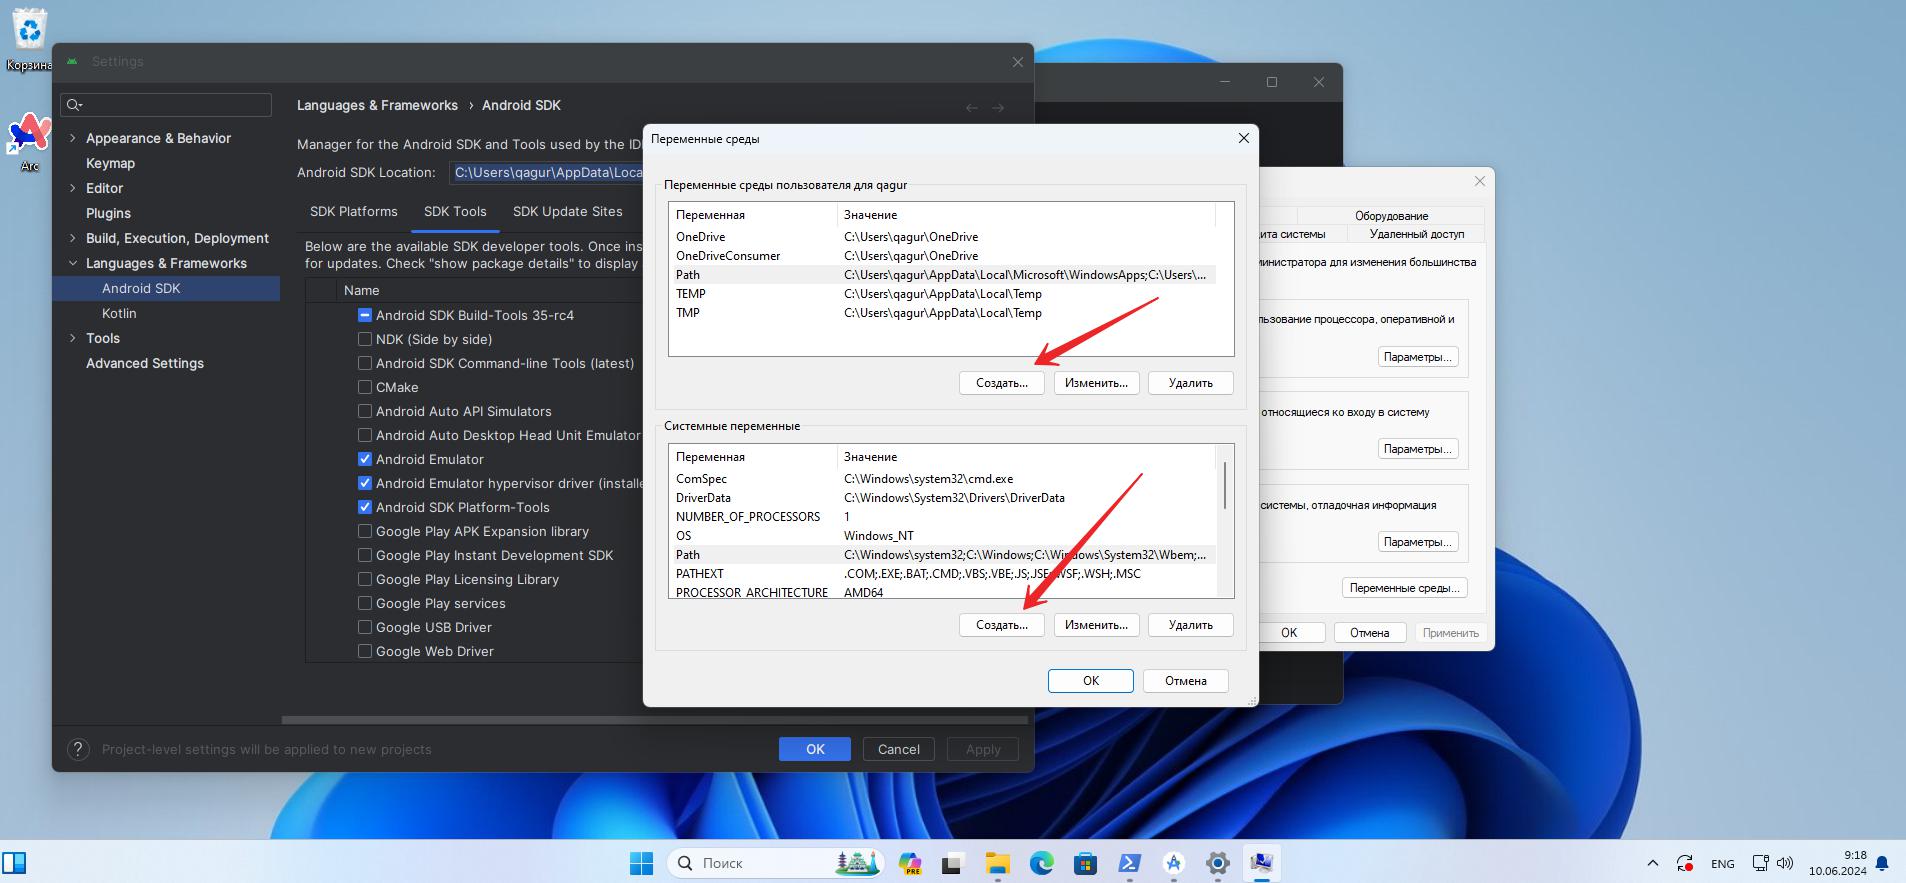 Корзина
Arc
Settings
Appearance & Behavior
Keymap
Editor
Plugins
Build, Execution, Deployment
Languages & Frameworks
Android SDK
Kotlin
Tools
Advanced Settings
Languages & Frameworks › Android SDK
Manager for the Android SDK and Tools used by the IDE
Android SDK Location: C:\Users\qagur\AppData\Loca
SDK Platforms SDK Tools SDK Update Sites
Below are the available SDK developer tools. Once ins
for updates. Check "show package details" to display
Name
Android SDK Build-Tools 35-rc4
NDK (Side by side)
Android SDK Command-line Tools (latest)
CMake
Android Auto API Simulators
Android Auto Desktop Head Unit Emulator
Android Emulator
Android Emulator hypervisor driver (installe
Android SDK Platform-Tools
Google Play APK Expansion library
Google Play Instant Development SDK
Google Play Licensing Library
Google Play services
Google USB Driver
Google Web Driver
? Project-level settings will be applied to new projects
OK Cancel Apply
Переменные среды
Переменные среды пользователя для qagur
Переменная Значение
OneDrive C:\Users\qagur\OneDrive
OneDriveConsumer C:\Users\qagur\OneDrive
Path C:\Users\qagur\AppData\Local\Microsoft\WindowsApps;C:\Users\...
TEMP C:\Users\qagur\AppData\Local\Temp
TMP C:\Users\qagur\AppData\Local\Temp
Создать... Изменить... Удалить
Системные переменные
Переменная Значение
ComSpec C:\Windows\system32\cmd.exe
DriverData C:\Windows\System32\Drivers\DriverData
NUMBER_OF_PROCESSORS 1
OS Windows_NT
Path C:\Windows\system32;C:\Windows;C:\Windows\System32\Wbem;...
PATHEXT .COM;.EXE;.BAT;.CMD;.VBS;.VBE;.JS;.JSE;.WSF;.WSH;.MSC
PROCESSOR_ARCHITECTURE AMD64
Создать... Изменить... Удалить
OK Отмена
Оборудование
ита системы Удаленный доступ
министратора для изменения большинства
льзование процессора, оперативной и
Параметры...
относящиеся ко входу в систему
Параметры...
системы, отладочная информация
Параметры...
Переменные среды...
OK Отмена Применить
Поиск
PRE
ENG
9:18
10.06.2024